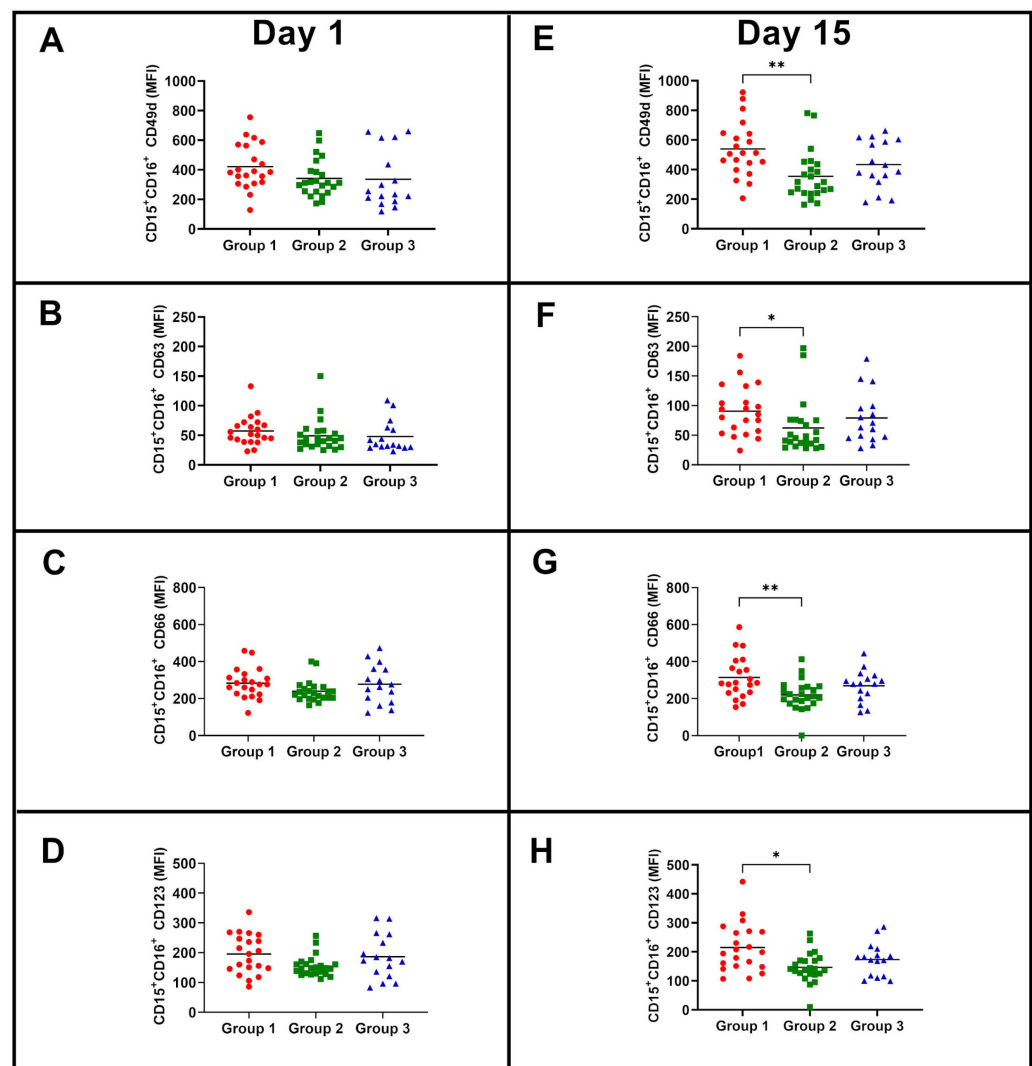 Day 1
A
CD15⁺CD16⁺ CD49d (MFI)
1000
800
600
400
200
0
Group 1 Group 2 Group 3
B
CD15⁺CD16⁺ CD63 (MFI)
250
200
150
100
50
0
Group 1 Group 2 Group 3
C
CD15⁺CD16⁺ CD66 (MFI)
800
600
400
200
0
Group 1 Group 2 Group 3
D
CD15⁺CD16⁺ CD123 (MFI)
500
400
300
200
100
0
Group 1 Group 2 Group 3
Day 15
E
CD15⁺CD16⁺ CD49d (MFI)
1000
800
600
400
200
0
**
Group 1 Group 2 Group 3
F
CD15⁺CD16⁺ CD63 (MFI)
250
200
150
100
50
0
*
Group 1 Group 2 Group 3
G
CD15⁺CD16⁺ CD66 (MFI)
800
600
400
200
0
**
Group1 Group 2 Group 3
H
CD15⁺CD16⁺ CD123 (MFI)
500
400
300
200
100
0
*
Group 1 Group 2 Group 3